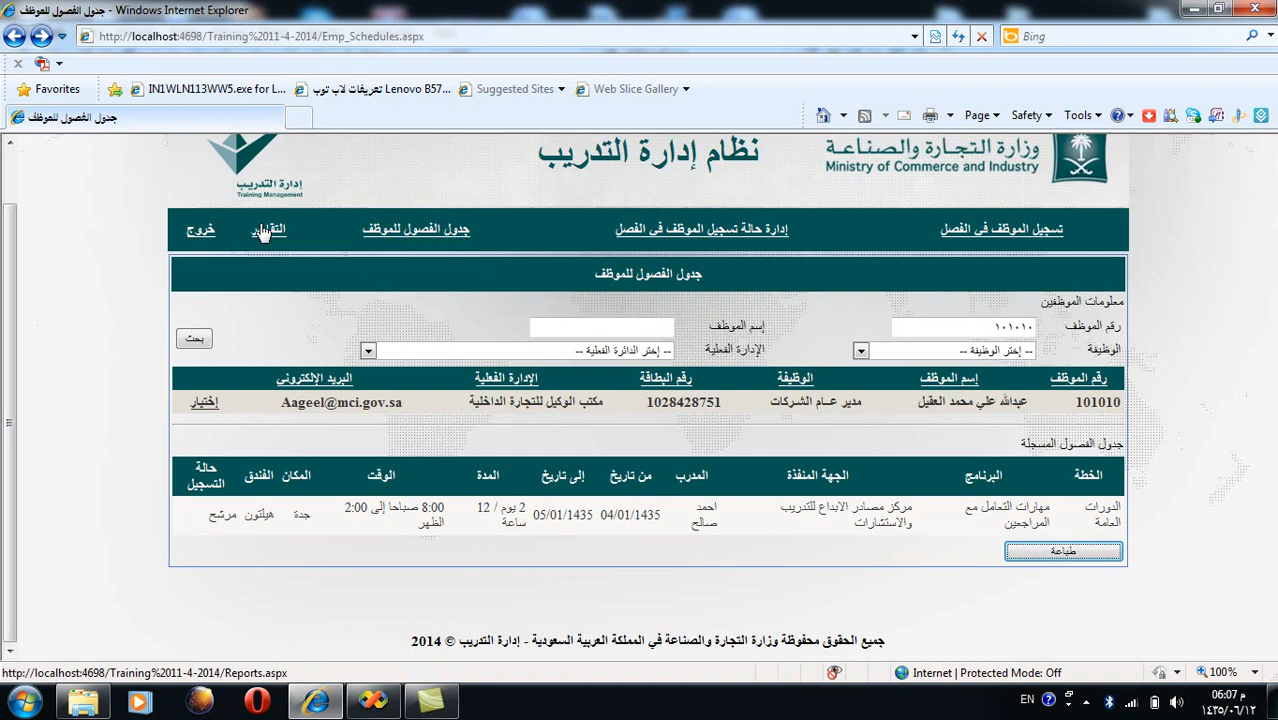 جدول الفصول للموظف - Windows Internet Explorer
http://localhost:4698/Training%2011-4-2014/Emp_Schedules.aspx
Bing
Favorites
IN1WLN113WW5.exe for L...
تعريفات لاب توب Lenovo B57...
Suggested Sites
Web Slice Gallery
جدول الفصول للموظف
Page
Safety
Tools
وزارة التجارة والصناعة
Ministry of Commerce and Industry
نظام إدارة التدريب
إدارة التدريب
Training Management
تسجيل الموظف في الفصل
إدارة حالة تسجيل الموظف في الفصل
جدول الفصول للموظف
التقارير
خروج
جدول الفصول للموظف
معلومات الموظفين
رقم الموظف ١٠١٠١٠ إسم الموظف
بحث
الوظيفة -- إختر الوظيفة -- الإدارة الفعلية -- إختر الدائرة الفعلية --
رقم الموظف إسم الموظف الوظيفة رقم البطاقة الإدارة الفعلية البريد الإلكتروني
101010 عبدالله علي محمد العقيل مدير عـــام الشـركات 1028428751 مكتب الوكيل للتجارة الداخلية Aageel@mci.gov.sa إختيار
جدول الفصول المسجلة
الخطة البرنامج الجهة المنفذة المدرب من تاريخ إلى تاريخ المدة الوقت المكان الفندق حالة التسجيل
الدورات العامة مهارات التعامل مع المراجعين مركز مصادر الابداع للتدريب والاستشارات احمد صالح 04/01/1435 05/01/1435 2 يوم / 12 ساعة 8:00 صباحا إلى 2:00 الظهر جدة هيلتون مرشح
طباعة
جميع الحقوق محفوظة وزارة التجارة والصناعة في المملكة العربية السعودية - إدارة التدريب © 2014
http://localhost:4698/Training%2011-4-2014/Reports.aspx
Internet | Protected Mode: Off
100%
EN
06:07 م
١٤٣٥/٠٦/١٢